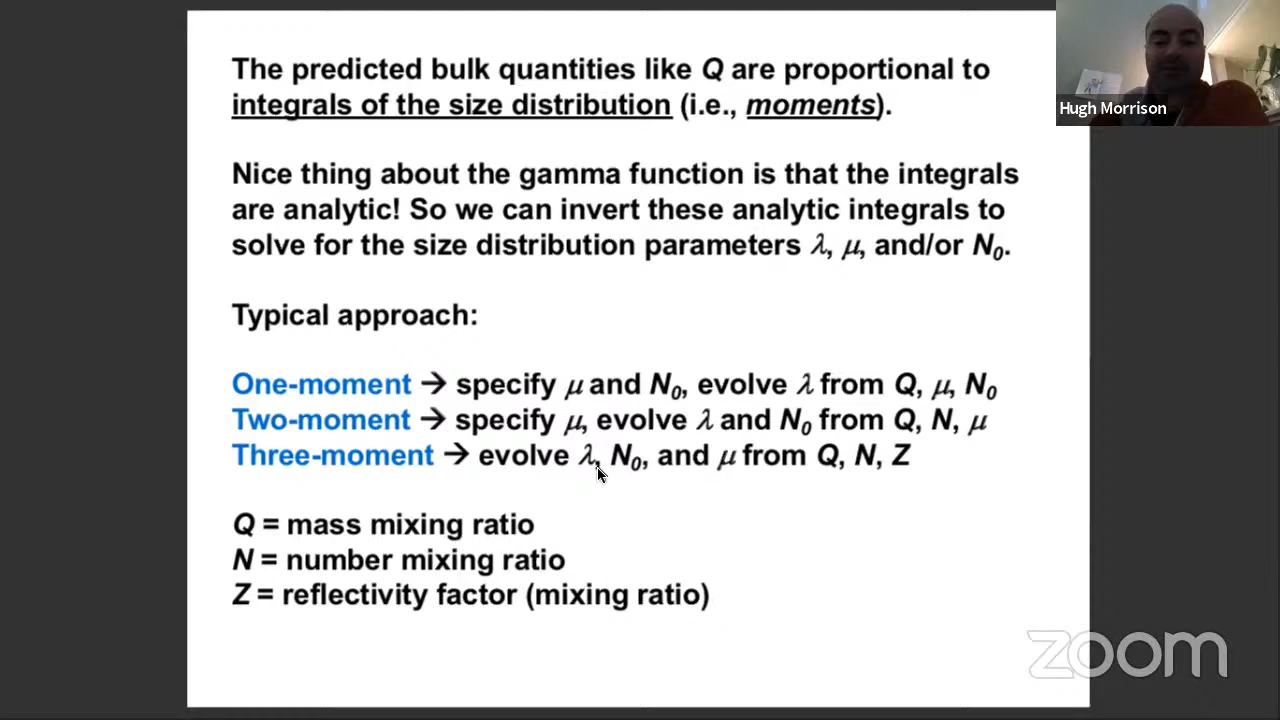 The predicted bulk quantities like Q are proportional to
integrals of the size distribution (i.e., moments).
Nice thing about the gamma function is that the integrals
are analytic! So we can invert these analytic integrals to
solve for the size distribution parameters λ, μ, and/or N₀.
Typical approach:
One-moment → specify μ and N₀, evolve λ from Q, μ, N₀
Two-moment → specify μ, evolve λ and N₀ from Q, N, μ
Three-moment → evolve λ, N₀, and μ from Q, N, Z
Q = mass mixing ratio
N = number mixing ratio
Z = reflectivity factor (mixing ratio)
Hugh Morrison
zoom